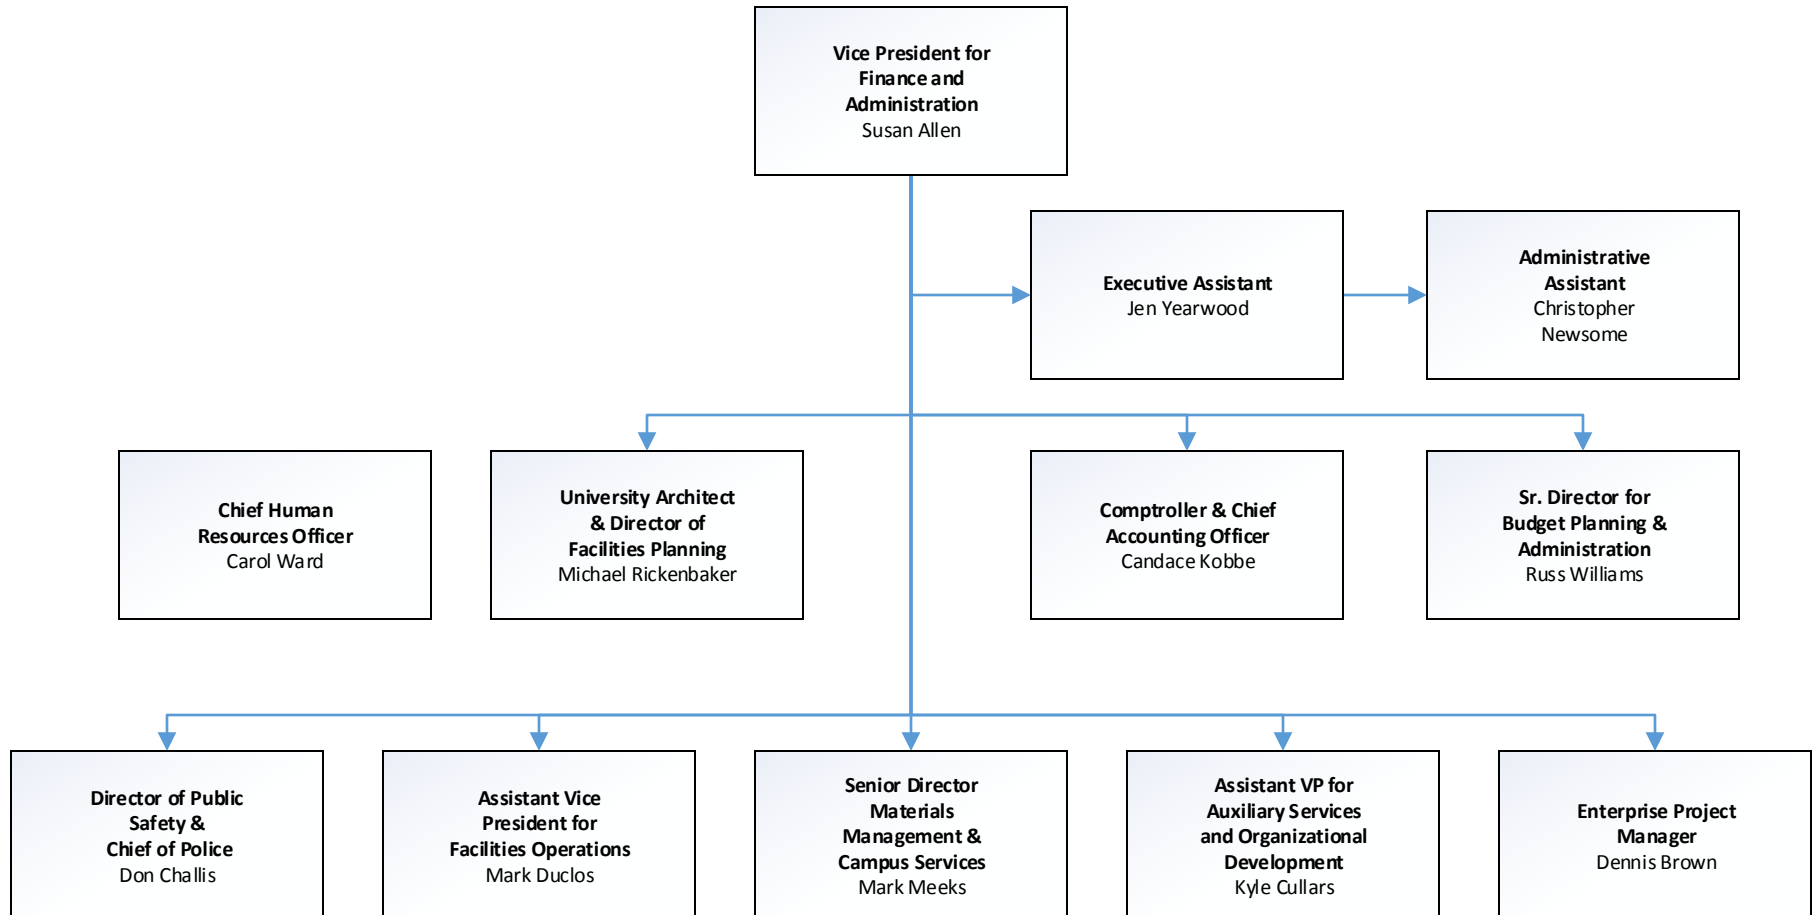 Vice President for
Finance and
Administration
Susan Allen
Executive Assistant
Jen Yearwood
Administrative
Assistant
Christopher
Newsome
Chief Human
Resources Officer
Carol Ward
University Architect
& Director of
Facilities Planning
Michael Rickenbaker
Comptroller & Chief
Accounting Officer
Candace Kobbe
Sr. Director for
Budget Planning &
Administration
Russ Williams
Director of Public
Safety &
Chief of Police
Don Challis
Assistant Vice
President for
Facilities Operations
Mark Duclos
Senior Director
Materials
Management &
Campus Services
Mark Meeks
Assistant VP for
Auxiliary Services
and Organizational
Development
Kyle Cullars
Enterprise Project
Manager
Dennis Brown